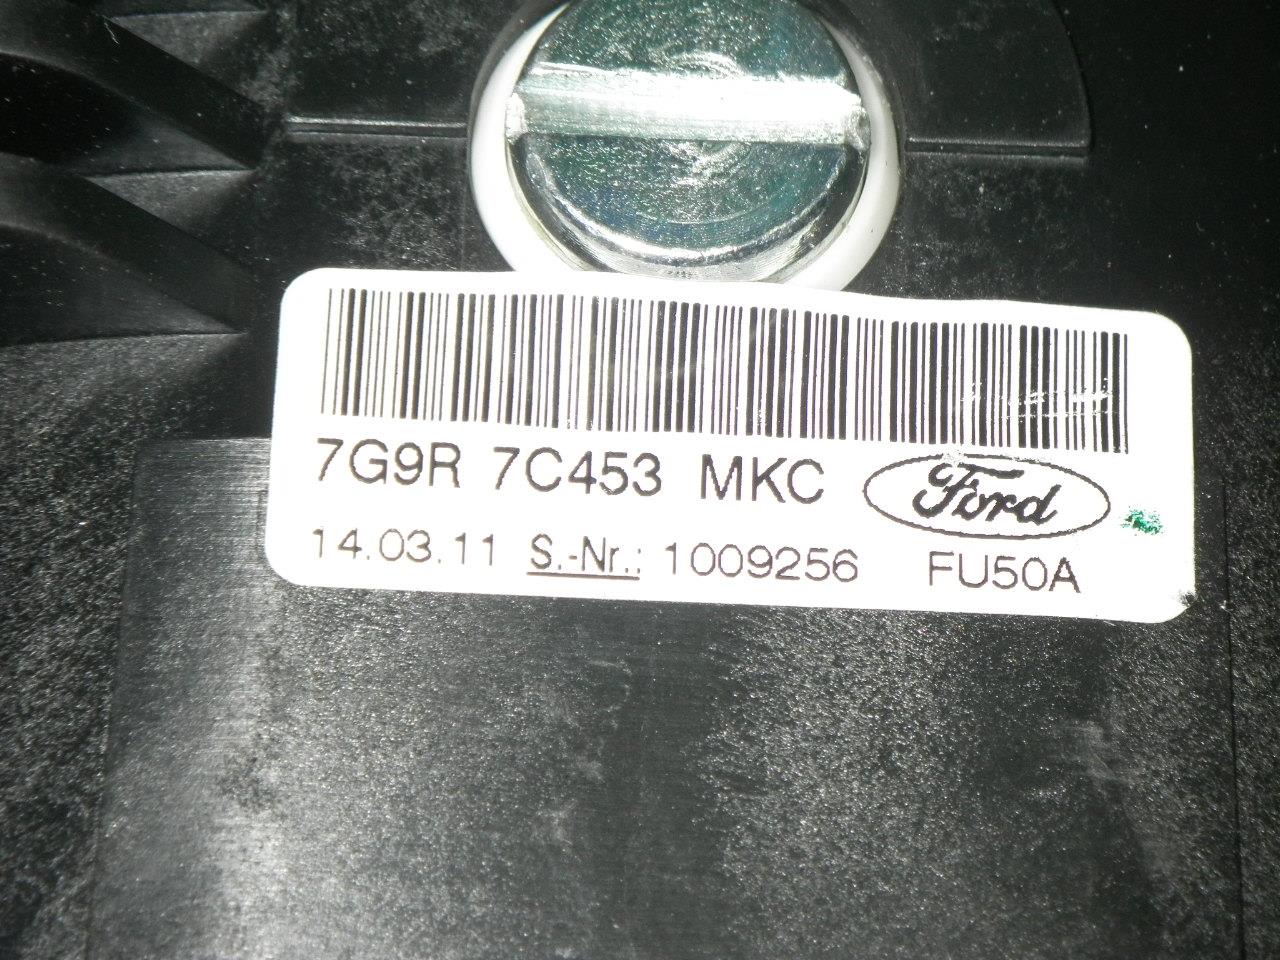 7G9R 7C453 MKC Ford
14.03.11 S.-Nr.: 1009256 FU50A